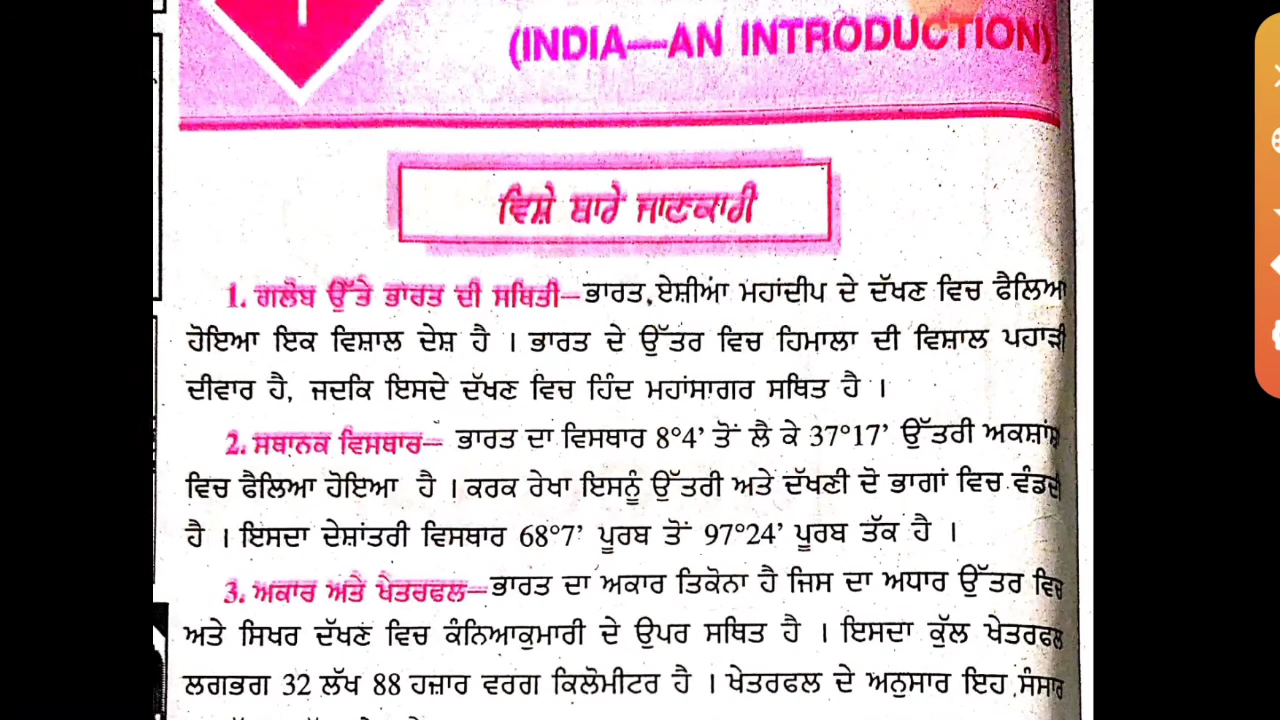 (INDIA—AN INTRODUCTION)
ਵਿਸ਼ੇ ਬਾਰੇ ਜਾਣਕਾਰੀ
1. ਗਲੋਬ ਉੱਤੇ ਭਾਰਤ ਦੀ ਸਥਿਤੀ—ਭਾਰਤ, ਏਸ਼ੀਆ ਮਹਾਂਦੀਪ ਦੇ ਦੱਖਣ ਵਿਚ ਫੈਲਿਆ
ਹੋਇਆ ਇਕ ਵਿਸ਼ਾਲ ਦੇਸ਼ ਹੈ । ਭਾਰਤ ਦੇ ਉੱਤਰ ਵਿਚ ਹਿਮਾਲਾ ਦੀ ਵਿਸ਼ਾਲ ਪਹਾੜੀ
ਦੀਵਾਰ ਹੈ, ਜਦਕਿ ਇਸਦੇ ਦੱਖਣ ਵਿਚ ਹਿੰਦ ਮਹਾਂਸਾਗਰ ਸਥਿਤ ਹੈ ।
2. ਸਥਾਨਕ ਵਿਸਥਾਰ— ਭਾਰਤ ਦਾ ਵਿਸਥਾਰ 8°4’ ਤੋਂ ਲੈ ਕੇ 37°17’ ਉੱਤਰੀ ਅਕਸ਼ਾਂਸ਼
ਵਿਚ ਫੈਲਿਆ ਹੋਇਆ ਹੈ । ਕਰਕ ਰੇਖਾ ਇਸਨੂੰ ਉੱਤਰੀ ਅਤੇ ਦੱਖਣੀ ਦੋ ਭਾਗਾਂ ਵਿਚ ਵੰਡਦੀ
ਹੈ । ਇਸਦਾ ਦੇਸ਼ਾਂਤਰੀ ਵਿਸਥਾਰ 68°7’ ਪੂਰਬ ਤੋਂ 97°24’ ਪੂਰਬ ਤੱਕ ਹੈ ।
3. ਅਕਾਰ ਅਤੇ ਖੇਤਰਫਲ—ਭਾਰਤ ਦਾ ਅਕਾਰ ਤਿਕੋਨਾ ਹੈ ਜਿਸ ਦਾ ਅਧਾਰ ਉੱਤਰ ਵਿਚ
ਅਤੇ ਸਿਖਰ ਦੱਖਣ ਵਿਚ ਕੰਨਿਆਕੁਮਾਰੀ ਦੇ ਉਪਰ ਸਥਿਤ ਹੈ । ਇਸਦਾ ਕੁੱਲ ਖੇਤਰਫਲ
ਲਗਭਗ 32 ਲੱਖ 88 ਹਜ਼ਾਰ ਵਰਗ ਕਿਲੋਮੀਟਰ ਹੈ । ਖੇਤਰਫਲ ਦੇ ਅਨੁਸਾਰ ਇਹ ਸੰਸਾਰ